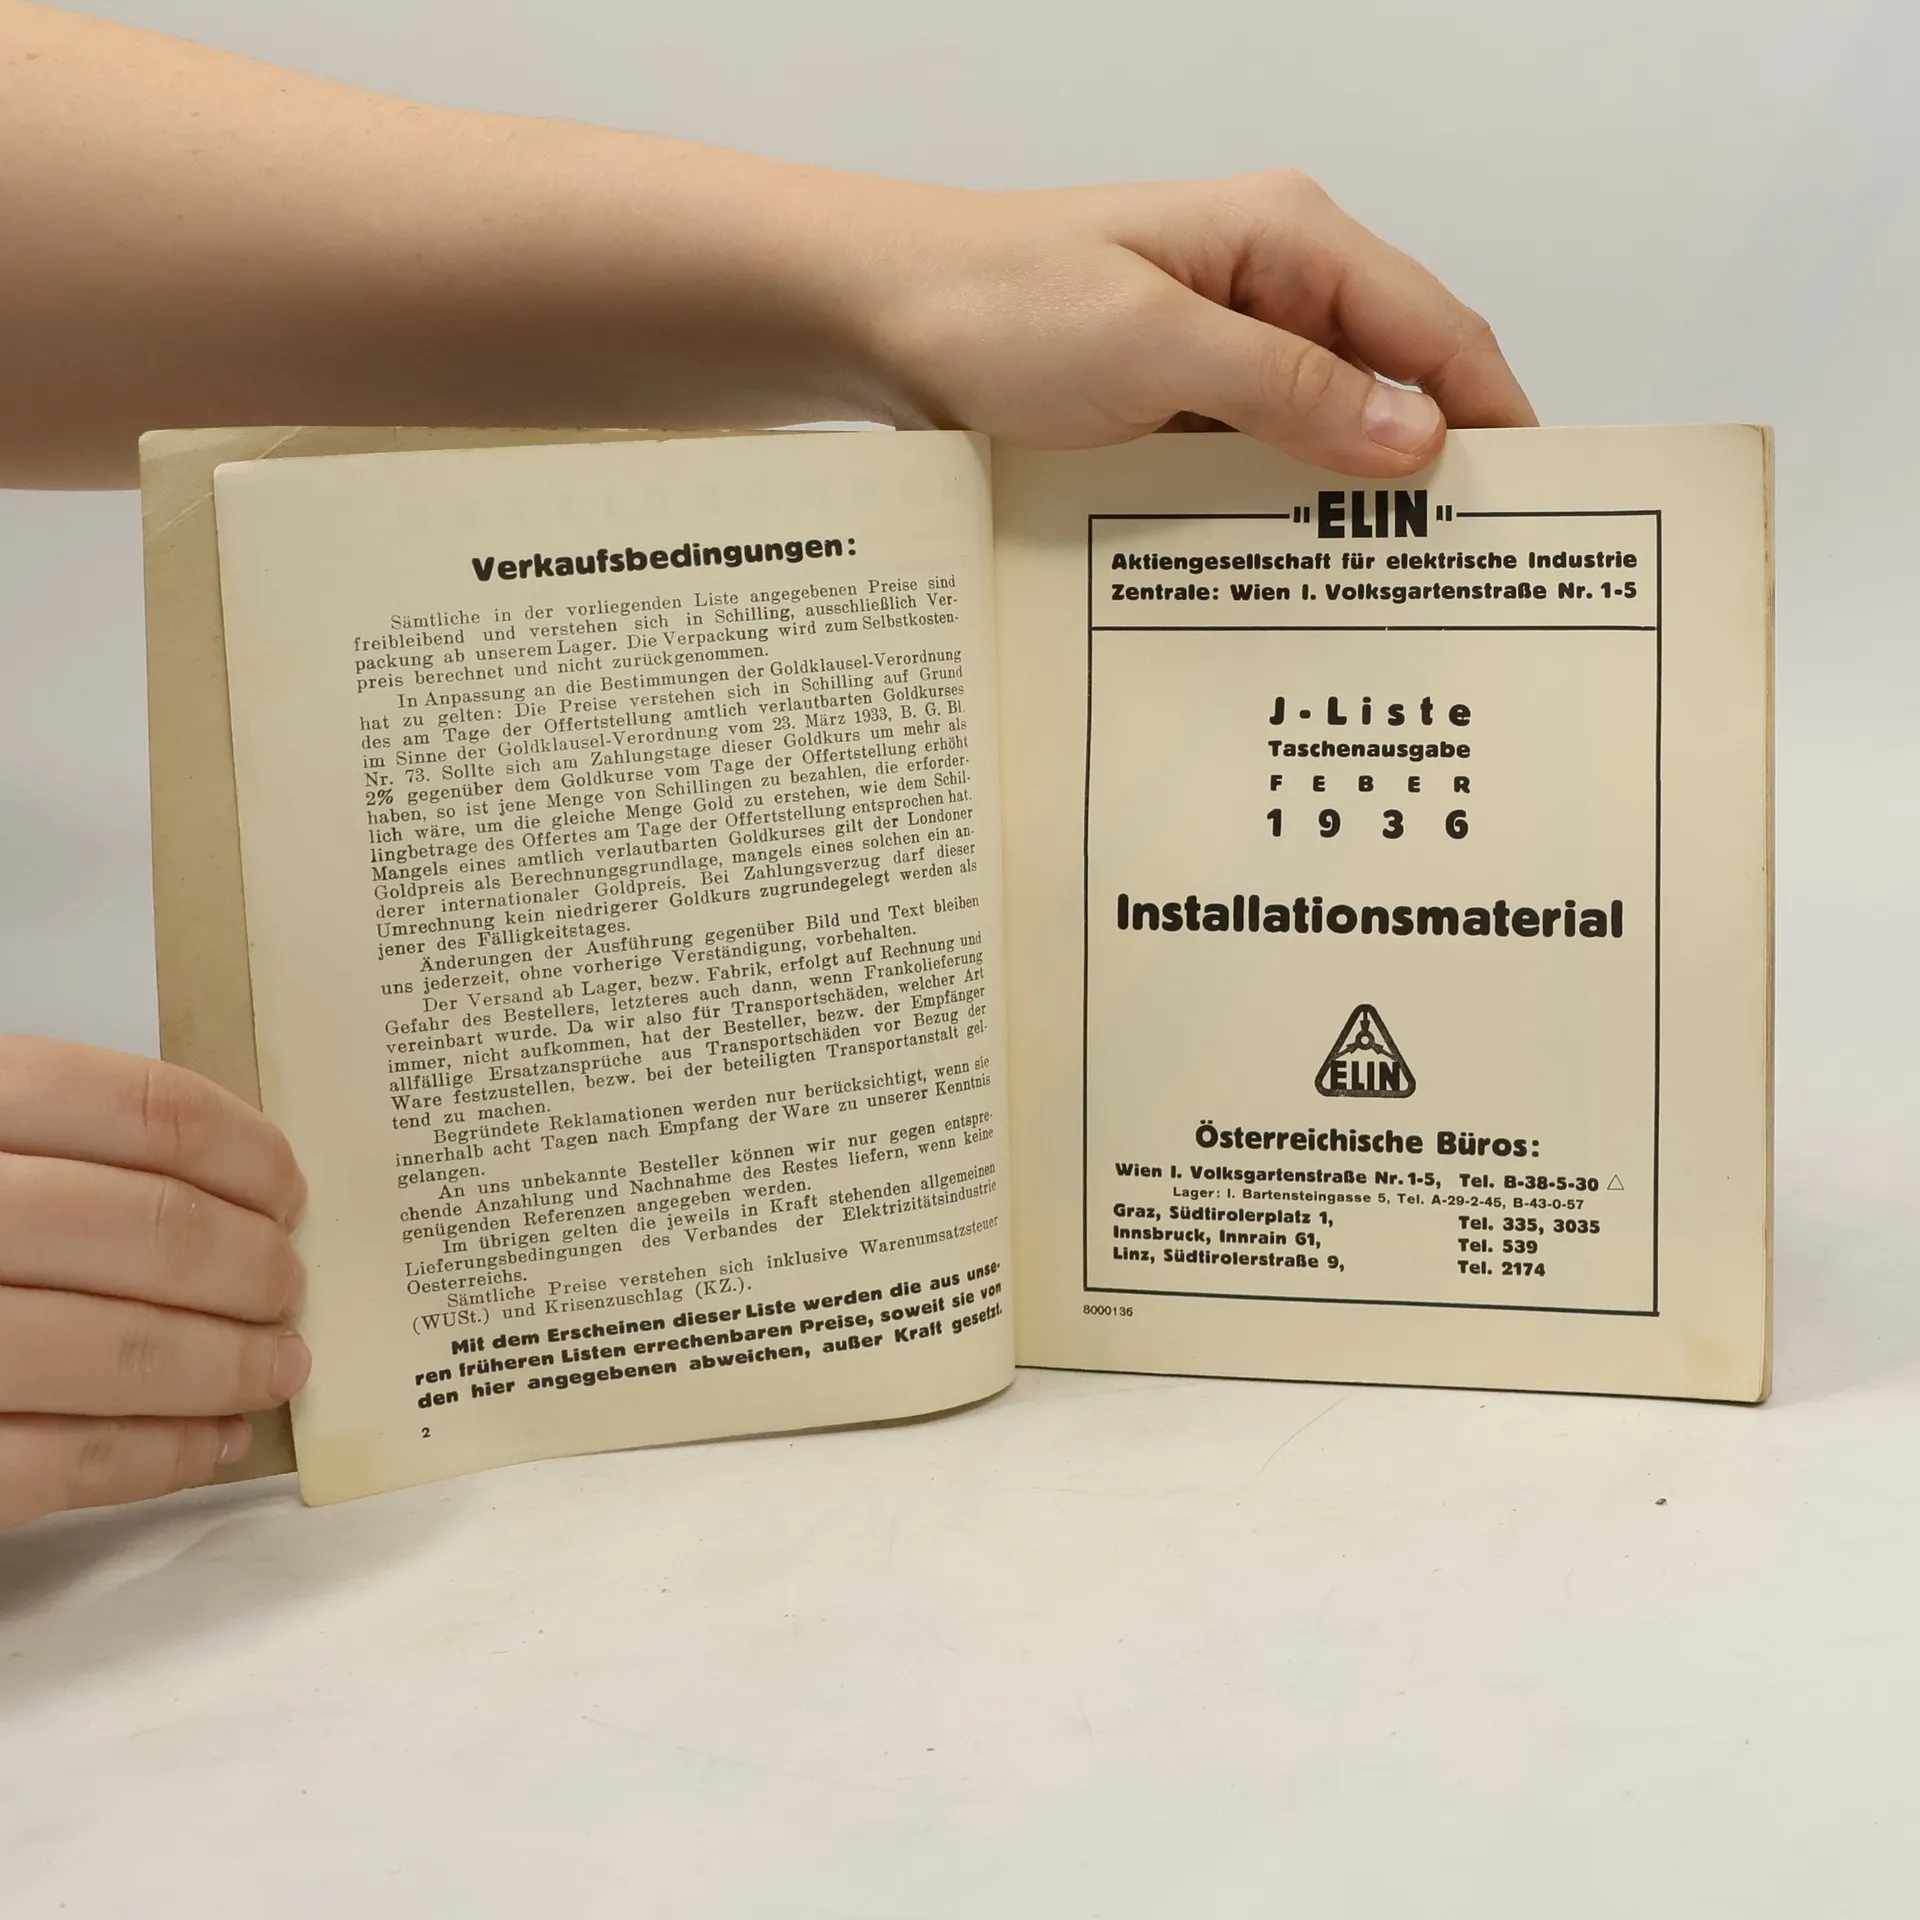 Verkaufsbedingungen:
Sämtliche in der vorliegenden Liste angegebenen Preise sind
freibleibend und verstehen sich in Schilling, ausschließlich Ver-
packung ab unserem Lager. Die Verpackung wird zum Selbstkosten-
preis berechnet und nicht zurückgenommen.
In Anpassung an die Bestimmungen der Goldklausel-Verordnung
hat zu gelten: Die Preise verstehen sich in Schilling auf Grund
des am Tage der Offertstellung amtlich verlautbarten Goldkurses
im Sinne der Goldklausel-Verordnung vom 23. März 1933, B. G. Bl.
Nr. 73. Sollte sich am Zahlungstage dieser Goldkurs um mehr als
2% gegenüber dem Goldkurse vom Tage der Offertstellung erhöht
haben, so ist jene Menge von Schillingen zu bezahlen, die erforder-
lich wäre, um die gleiche Menge Gold zu erstehen, wie dem Schil-
lingbetrage des Offertes am Tage der Offertstellung entsprochen hat.
Mangels eines amtlich verlautbarten Goldkurses gilt der Londoner
Goldpreis als Berechnungsgrundlage, mangels eines solchen ein an-
derer internationaler Goldpreis. Bei Zahlungsverzug darf dieser
Umrechnung kein niedrigerer Goldkurs zugrundegelegt werden als
jener des Fälligkeitstages.
Änderungen der Ausführung gegenüber Bild und Text bleiben
uns jederzeit, ohne vorherige Verständigung, vorbehalten.
Der Versand ab Lager, bezw. Fabrik, erfolgt auf Rechnung und
Gefahr des Bestellers, letzteres auch dann, wenn Frankolieferung
vereinbart wurde. Da wir also für Transportschäden, welcher Art
immer, nicht aufkommen, hat der Besteller, bezw. der Empfänger
allfällige Ersatzansprüche aus Transportschäden vor Bezug der
Ware festzustellen, bezw. bei der beteiligten Transportanstalt gel-
tend zu machen.
Begründete Reklamationen werden nur berücksichtigt, wenn sie
innerhalb acht Tagen nach Empfang der Ware zu unserer Kenntnis
gelangen.
An uns unbekannte Besteller können wir nur gegen entspre-
chende Anzahlung und Nachnahme des Restes liefern, wenn keine
genügenden Referenzen angegeben werden.
Im übrigen gelten die jeweils in Kraft stehenden allgemeinen
Lieferungsbedingungen des Verbandes der Elektrizitätsindustrie
Oesterreichs.
Sämtliche Preise verstehen sich inklusive Warenumsatzsteuer
(WUSt.) und Krisenzuschlag (KZ.).
Mit dem Erscheinen dieser Liste werden die aus unse-
ren früheren Listen errechenbaren Preise, soweit sie von
den hier angegebenen abweichen, außer Kraft gesetzt.
2
"ELIN"
Aktiengesellschaft für elektrische Industrie
Zentrale: Wien I. Volksgartenstraße Nr. 1-5
J-Liste
Taschenausgabe
FEBER
1936
Installationsmaterial
ELIN
Österreichische Büros:
Wien I. Volksgartenstraße Nr. 1-5, Tel. B-38-5-30 △
Lager: I. Bartensteingasse 5, Tel. A-29-2-45, B-43-0-57
Graz, Südtirolerplatz 1, Tel. 335, 3035
Innsbruck, Innrain 61, Tel. 539
Linz, Südtirolerstraße 9, Tel. 2174
8000136